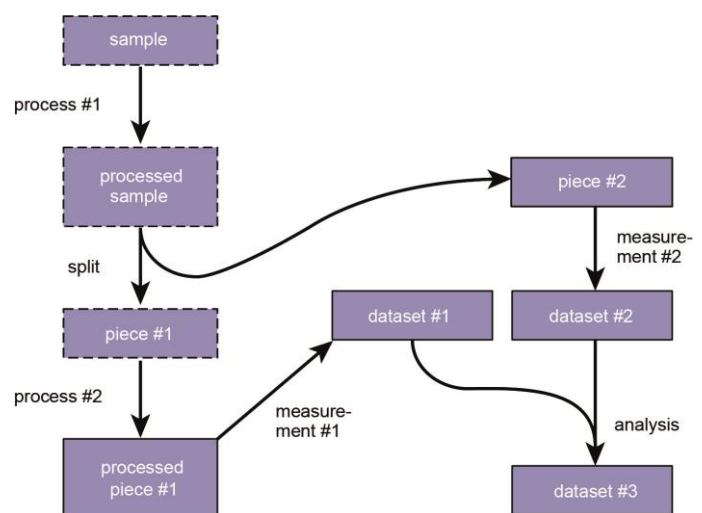 sample
process #1
processed
sample
piece #2
split
measure-
ment #2
piece #1
dataset #1
dataset #2
process #2
measure-
ment #1
analysis
processed
piece #1
dataset #3